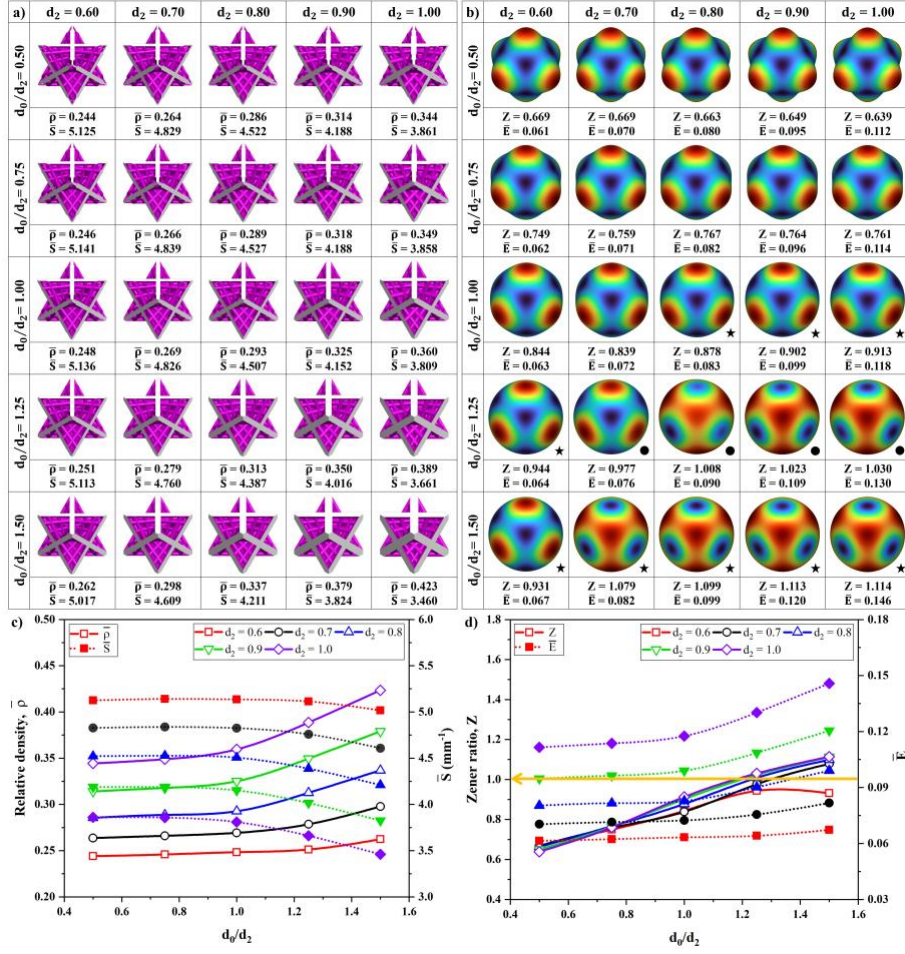 a) d₂ = 0.60 d₂ = 0.70 d₂ = 0.80 d₂ = 0.90 d₂ = 1.00
d₀/d₂= 0.50
ρ̄ = 0.244 ρ̄ = 0.264 ρ̄ = 0.286 ρ̄ = 0.314 ρ̄ = 0.344
S̄ = 5.125 S̄ = 4.829 S̄ = 4.522 S̄ = 4.188 S̄ = 3.861
d₀/d₂= 0.75
ρ̄ = 0.246 ρ̄ = 0.266 ρ̄ = 0.289 ρ̄ = 0.318 ρ̄ = 0.349
S̄ = 5.141 S̄ = 4.839 S̄ = 4.527 S̄ = 4.188 S̄ = 3.858
d₀/d₂= 1.00
ρ̄ = 0.248 ρ̄ = 0.269 ρ̄ = 0.293 ρ̄ = 0.325 ρ̄ = 0.360
S̄ = 5.136 S̄ = 4.826 S̄ = 4.507 S̄ = 4.152 S̄ = 3.809
d₀/d₂= 1.25
ρ̄ = 0.251 ρ̄ = 0.279 ρ̄ = 0.313 ρ̄ = 0.350 ρ̄ = 0.389
S̄ = 5.113 S̄ = 4.760 S̄ = 4.387 S̄ = 4.016 S̄ = 3.661
d₀/d₂= 1.50
ρ̄ = 0.262 ρ̄ = 0.298 ρ̄ = 0.337 ρ̄ = 0.379 ρ̄ = 0.423
S̄ = 5.017 S̄ = 4.609 S̄ = 4.211 S̄ = 3.824 S̄ = 3.460
b) d₂ = 0.60 d₂ = 0.70 d₂ = 0.80 d₂ = 0.90 d₂ = 1.00
d₀/d₂= 0.50
Z = 0.669 Z = 0.669 Z = 0.663 Z = 0.649 Z = 0.639
Ē = 0.061 Ē = 0.070 Ē = 0.080 Ē = 0.095 Ē = 0.112
d₀/d₂= 0.75
Z = 0.749 Z = 0.759 Z = 0.767 Z = 0.764 Z = 0.761
Ē = 0.062 Ē = 0.071 Ē = 0.082 Ē = 0.096 Ē = 0.114
d₀/d₂= 1.00
Z = 0.844 Z = 0.839 Z = 0.878 Z = 0.902 Z = 0.913
Ē = 0.063 Ē = 0.072 Ē = 0.083 Ē = 0.099 Ē = 0.118
d₀/d₂= 1.25
Z = 0.944 Z = 0.977 Z = 1.008 Z = 1.023 Z = 1.030
Ē = 0.064 Ē = 0.076 Ē = 0.090 Ē = 0.109 Ē = 0.130
d₀/d₂= 1.50
Z = 0.931 Z = 1.079 Z = 1.099 Z = 1.113 Z = 1.114
Ē = 0.067 Ē = 0.082 Ē = 0.099 Ē = 0.120 Ē = 0.146
c)
ρ̄
S̄
d₂ = 0.6 d₂ = 0.7 d₂ = 0.8
d₂ = 0.9 d₂ = 1.0
Relative density, ρ̄
0.50
0.45
0.40
0.35
0.30
0.25
0.20
0.4 0.6 0.8 1.0 1.2 1.4 1.6
d₀/d₂
6.0
5.5
5.0
4.5
4.0
3.5
3.0
S̄ (mm⁻¹)
d)
Z
Ē
d₂ = 0.6 d₂ = 0.7 d₂ = 0.8
d₂ = 0.9 d₂ = 1.0
Zener ratio, Z
1.8
1.6
1.4
1.2
1.0
0.8
0.6
0.4
0.4 0.6 0.8 1.0 1.2 1.4 1.6
d₀/d₂
0.18
0.15
0.12
0.09
0.06
0.03
Ē